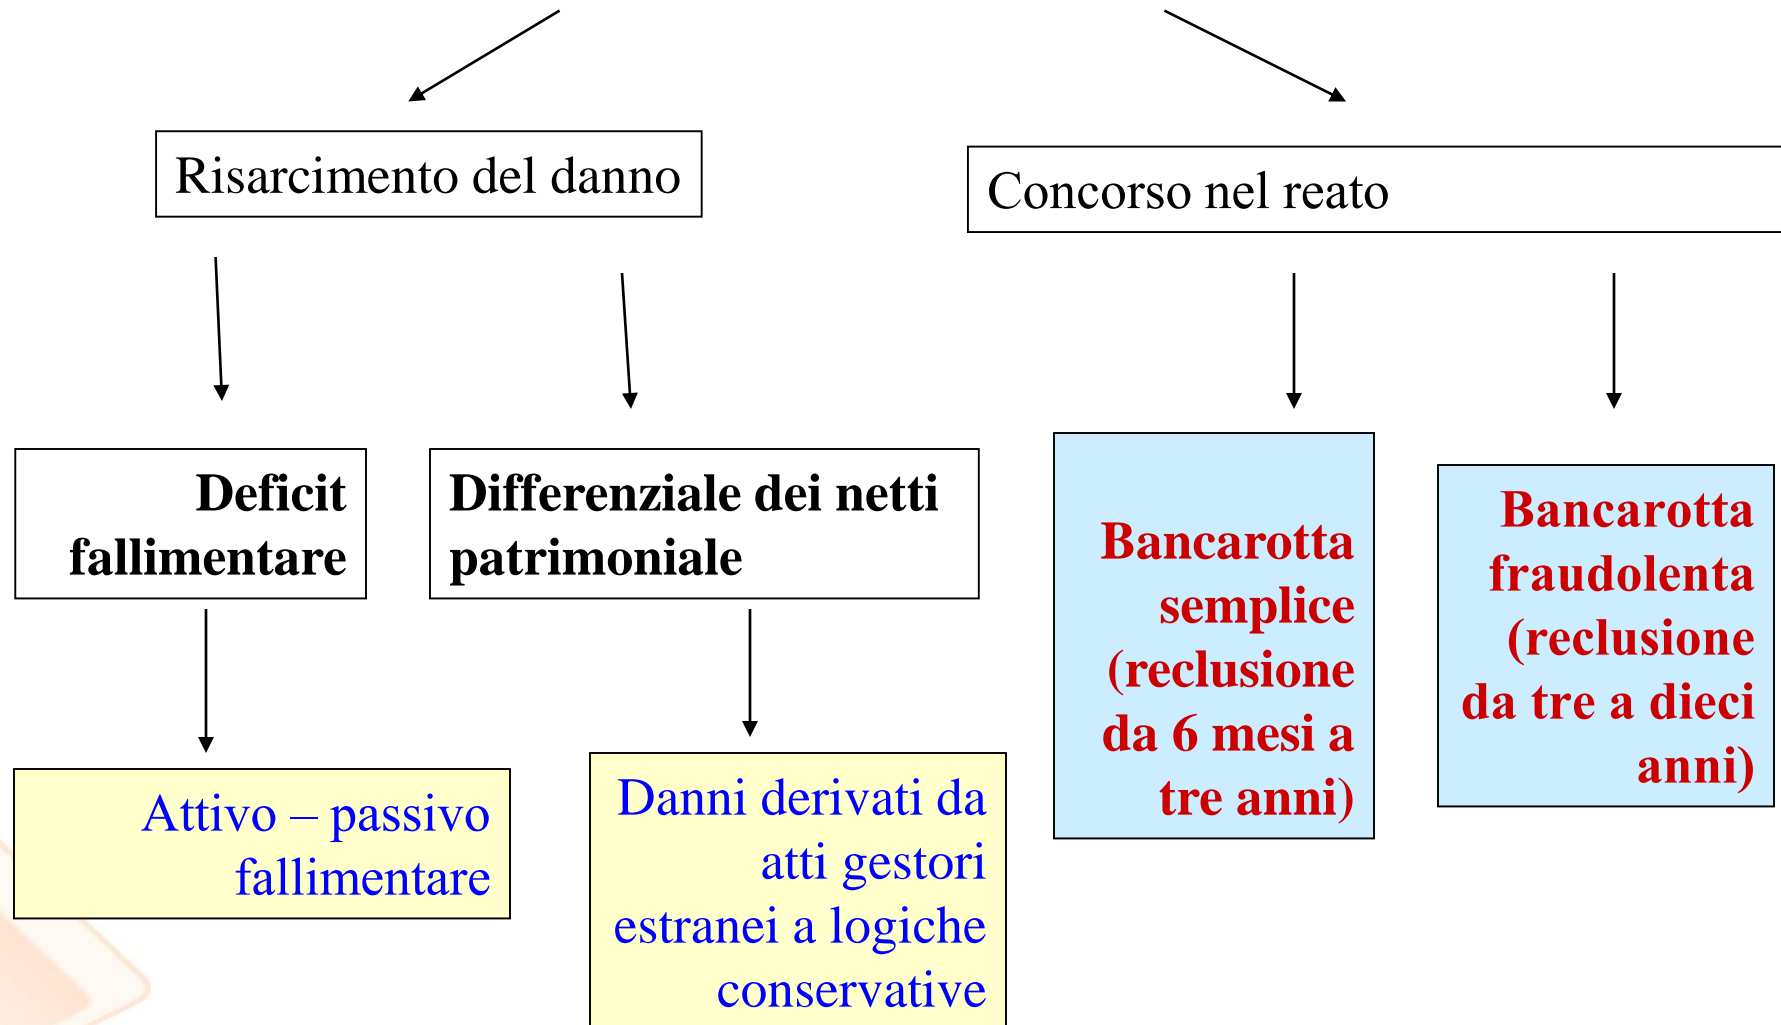 Risarcimento del danno
Concorso nel reato
Deficit
fallimentare
Differenziale dei netti
patrimoniale
Bancarotta
semplice
(reclusione
da 6 mesi a
tre anni)
Bancarotta
fraudolenta
(reclusione
da tre a dieci
anni)
Attivo – passivo
fallimentare
Danni derivati da
atti gestori
estranei a logiche
conservative